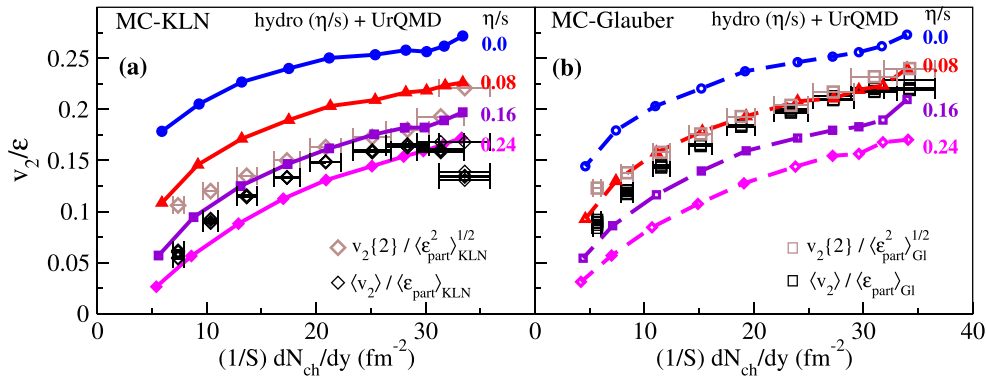 MC-KLN hydro (η/s) + UrQMD η/s
0.0
(a)
0.08
0.16
0.24
v₂{2} / ⟨ε²part⟩^1/2 KLN
⟨v₂⟩ / ⟨εpart⟩KLN
MC-Glauber hydro (η/s) + UrQMD η/s
0.0
(b)
0.08
0.16
0.24
v₂{2} / ⟨ε²part⟩^1/2 Gl
⟨v₂⟩ / ⟨εpart⟩Gl
v₂/ε
0.25
0.2
0.15
0.1
0.05
0
0 10 20 30 0 10 20 30 40
(1/S) dN_ch/dy (fm⁻²) (1/S) dN_ch/dy (fm⁻²)